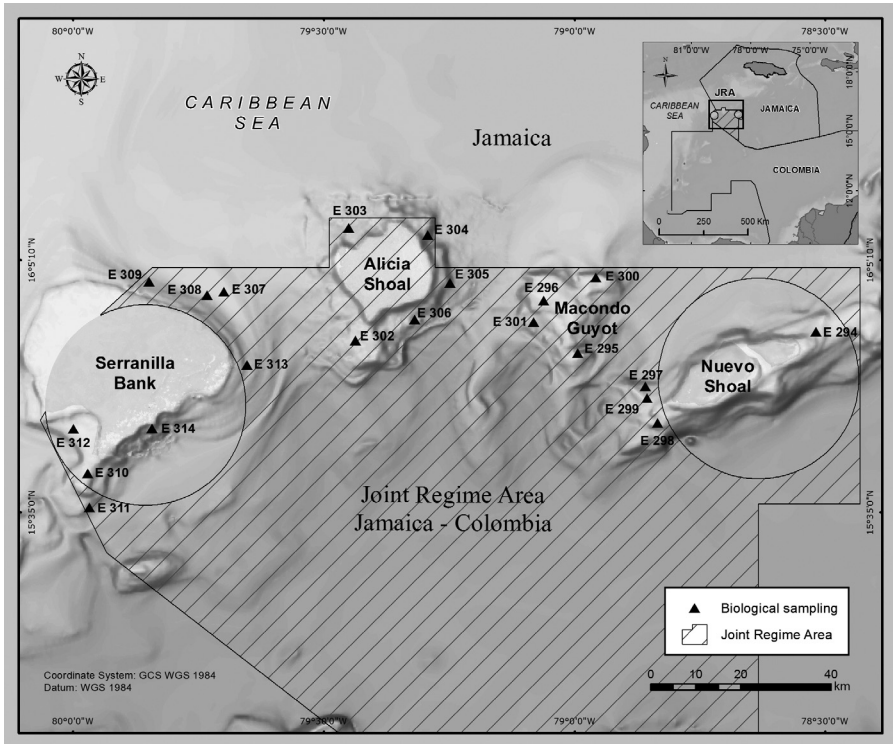 80°0'0"W 79°30'0"W 79°0'0"W 78°30'0"W
N
W E
S
CARIBBEAN
SEA
Jamaica
81°0'0"W 78°0'0"W 75°0'0"W
N
JRA
CARIBBEAN
SEA
JAMAICA
COLOMBIA
18°0'0"N
15°0'0"N
12°0'0"N
0 250 500 Km
16°5'10"N
16°5'10"N
E 303
E 304
E 309
E 308
E 307
Alicia
Shoal
E 305
E 306
E 302
E 300
E 296
Macondo
Guyot
E 301
E 295
E 294
Serranilla
Bank
E 313
Nuevo
Shoal
E 297
E 299
E 298
E 312
E 314
E 310
E 311
15°35'0"N
15°35'0"N
Joint Regime Area
Jamaica - Colombia
Biological sampling
Joint Regime Area
Coordinate System: GCS WGS 1984
Datum: WGS 1984
0 10 20 40
km
80°0'0"W 79°30'0"W 79°0'0"W 78°30'0"W